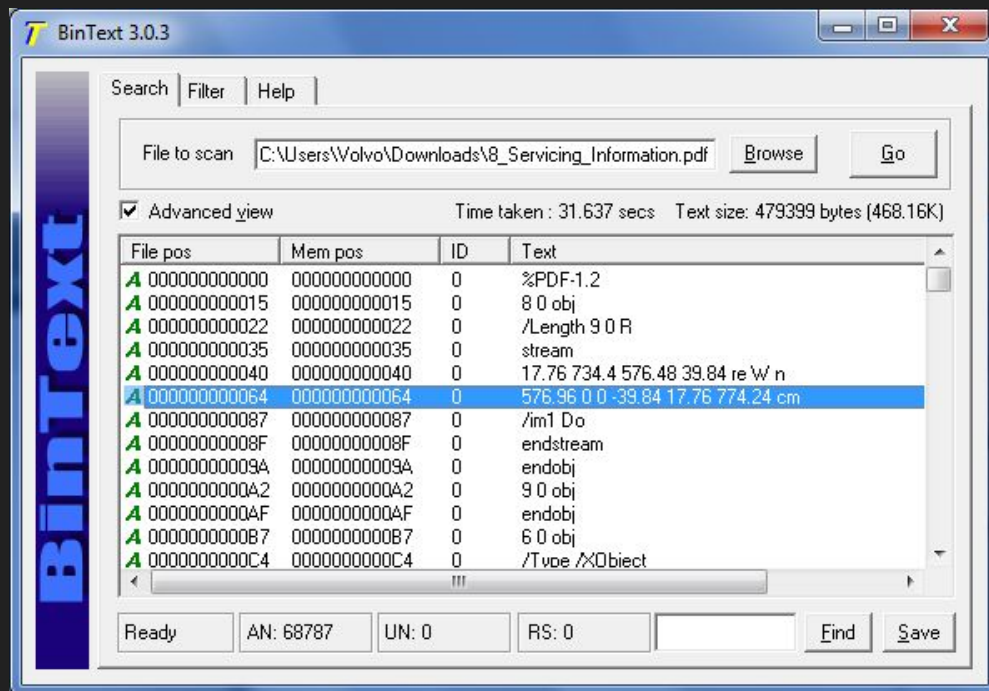 BinText 3.0.3
Search Filter Help
File to scan C:\Users\Volvo\Downloads\8_Servicing_Information.pdf Browse Go
Advanced view Time taken : 31.637 secs Text size: 479399 bytes (468.16K)
File pos Mem pos ID Text
A 000000000000 000000000000 0 %PDF-1.2
A 000000000015 000000000015 0 8 0 obj
A 000000000022 000000000022 0 /Length 9 0 R
A 000000000035 000000000035 0 stream
A 000000000040 000000000040 0 17.76 734.4 576.48 39.84 re W n
A 000000000064 000000000064 0 576.96 0 0 -39.84 17.76 774.24 cm
A 000000000087 000000000087 0 /im1 Do
A 00000000008F 00000000008F 0 endstream
A 00000000009A 00000000009A 0 endobj
A 0000000000A2 0000000000A2 0 9 0 obj
A 0000000000AF 0000000000AF 0 endobj
A 0000000000B7 0000000000B7 0 6 0 obj
A 0000000000C4 0000000000C4 0 /Type /XObject
BinText
Ready AN: 68787 UN: 0 RS: 0 Find Save